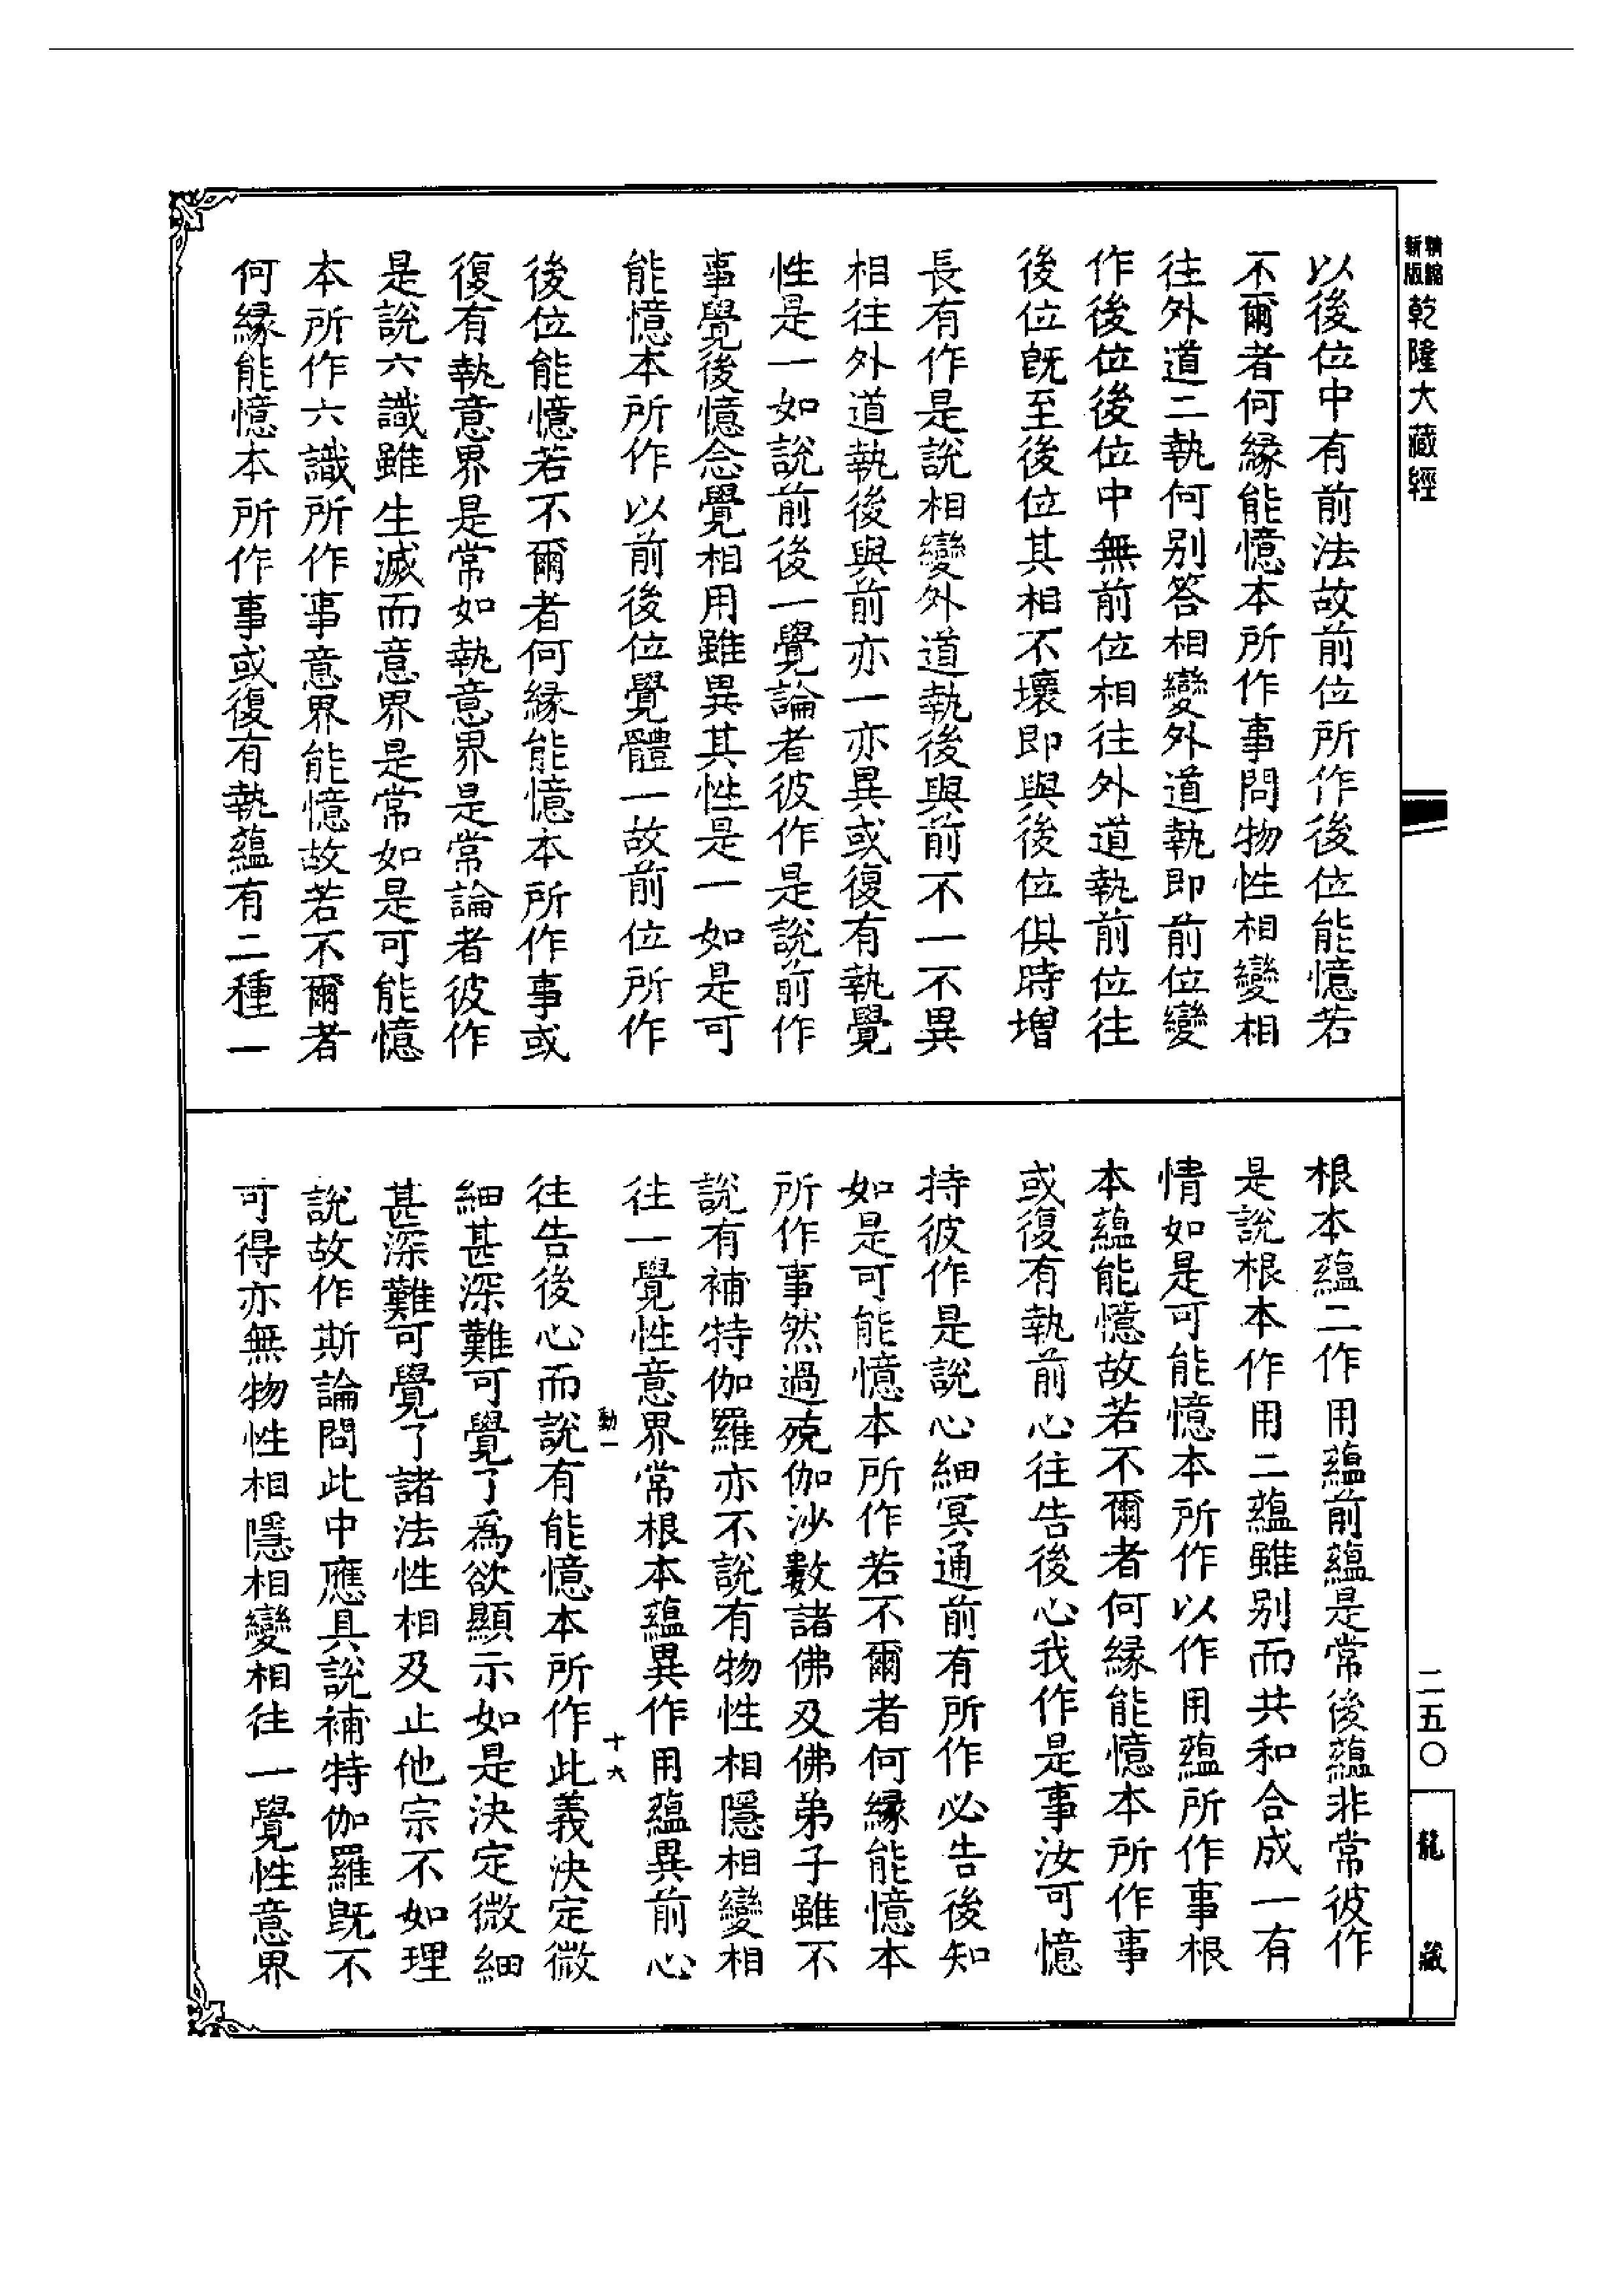 精縮新版乾隆大藏經
以後位中有前法故前位所作後位能憶若
不爾者何緣能憶本所作事問物性相變相
往外道二執何別答相變外道執即前位變
作後位後位中無前位相往外道執前位往
後位旣至後位其相不壞即與後位俱時增
長有作是說相變外道執後與前不一不異
相往外道執後與前亦一亦異或復有執覺
性是一如說前後一覺論者彼作是說前作
事覺後憶念覺相用雖異其性是一如是可
能憶本所作以前後位覺體一故前位所作
後位能憶若不爾者何緣能憶本所作事或
復有執意界是常如執意界是常論者彼作
是說六識雖生滅而意界是常如是可能憶
本所作六識所作事意界能憶故若不爾者
何緣能憶本所作事或復有執蘊有二種一
根本蘊二作用蘊前蘊是常後蘊非常彼作
是說根本作用二蘊雖別而共和合成一有
情如是可能憶本所作以作用蘊所作事根
本蘊能憶故若不爾者何緣能憶本所作事
或復有執前心往告後心我作是事汝可憶
持彼作是說心細冥通前有所作必告後知
如是可能憶本所作若不爾者何緣能憶本
所作事然過殑伽沙數諸佛及佛弟子雖不
說有補特伽羅亦不說有物性相隱相變相
往一覺性意界常根本蘊異作用蘊異前心
動一 十六
往告後心而說有能憶本所作此義決定微
細甚深難可覺了爲欲顯示如是決定微細
甚深難可覺了諸法性相及止他宗不如理
說故作斯論問此中應具說補特伽羅旣不
可得亦無物性相隱相變相往一覺性意界
二五〇
龍藏